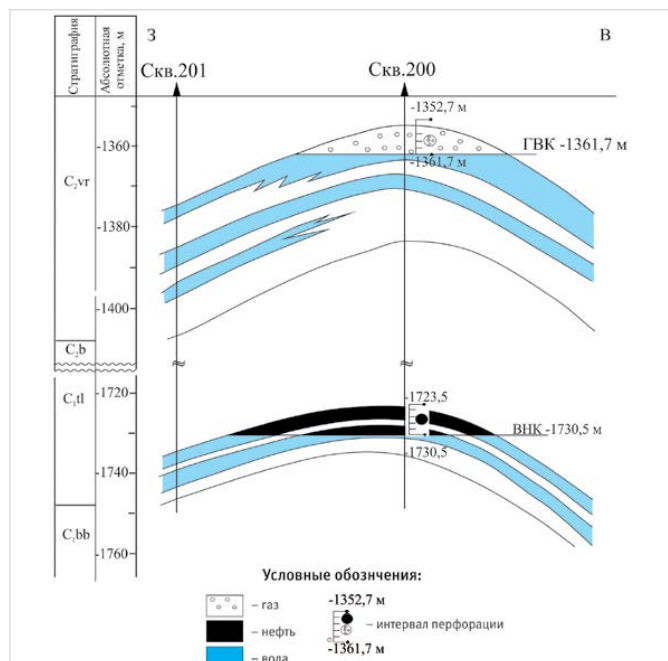 Стратиграфия
Абсолютная
отметка, м
З
В
Скв.201
Скв.200
-1352,7 м
-1360
ГВК -1361,7 м
-1361,7 м
C₂vr
-1380
-1400
C₂b
C₁tl
-1720
-1723,5
ВНК -1730,5 м
-1730,5
-1740
C₁bb
-1760
Условные обознчения:
-1352,7 м
– газ
– нефть
– интервал перфорации
-1361,7 м
– вода